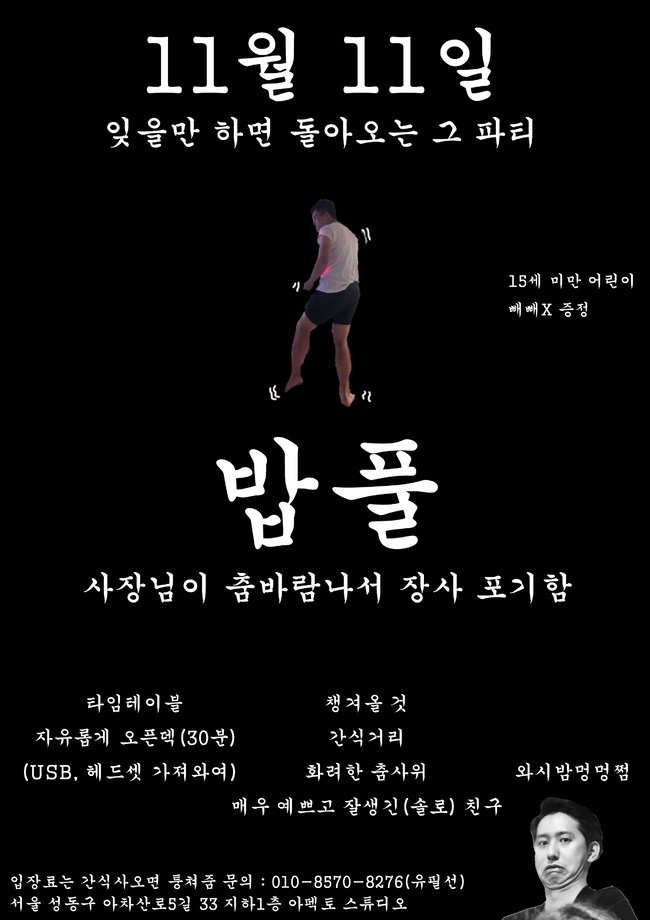 11월 11일
잊을만 하면 돌아오는 그 파티
15세 미만 어린이
빼빼X 증정
밥풀
사장님이 춤바람나서 장사 포기함
타임테이블
자유롭게 오픈덱(30분)
(USB, 헤드셋 가져와여)
챙겨올 것
간식거리
화려한 춤사위
매우 예쁘고 잘생긴(솔로) 친구
와시밤멍멍쩜
입장료는 간식사오면 퉁쳐줌 문의 : 010-8570-8276(유필선)
서울 성동구 아차산로5길 33 지하1층 아펙토 스튜디오